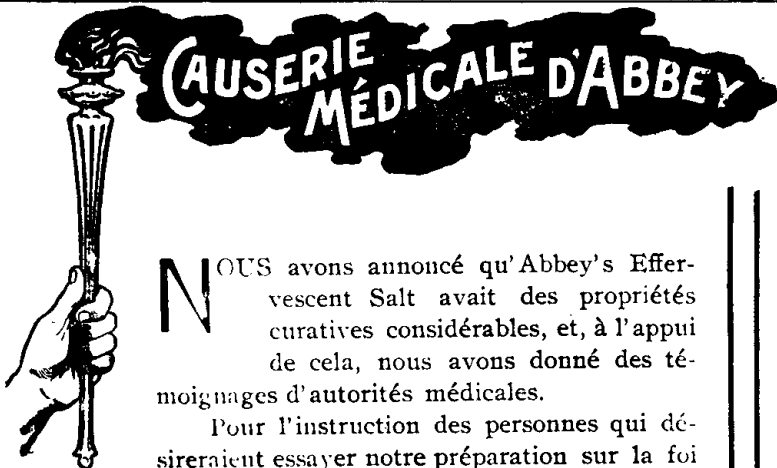 CAUSERIE
MÉDICALE D'ABBEY
NOUS avons annoncé qu'Abbey's Effer-
vescent Salt avait des propriétés
curatives considérables, et, à l'appui
de cela, nous avons donné des té-
moignages d'autorités médicales.
Pour l'instruction des personnes qui dé-
sireraient essayer notre préparation sur la foi